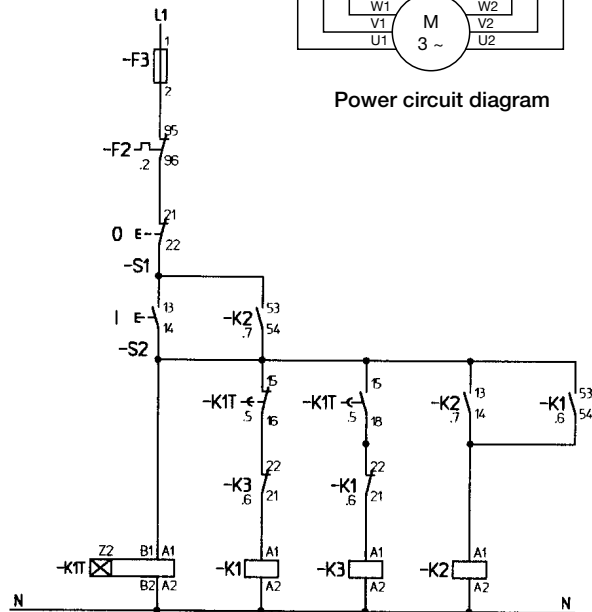 L1
W1 W2
V1 M V2
U1 3 ~ U2
Power circuit diagram
1
-F3
2
95
-F2
.2 96
21
O E
22
-S1
13 53
I E -K2
14 .7 54
-S2
15 15 13 53
-K1T -K1T -K2 -K1
.5 16 .5 18 .7 14 .6 54
22 22
-K3 -K1
.6 21 .6 21
Z2 B1 A1 A1 A1 A1
-K1T -K1 -K3 -K2
B2 A2 A2 A2 A2
N N